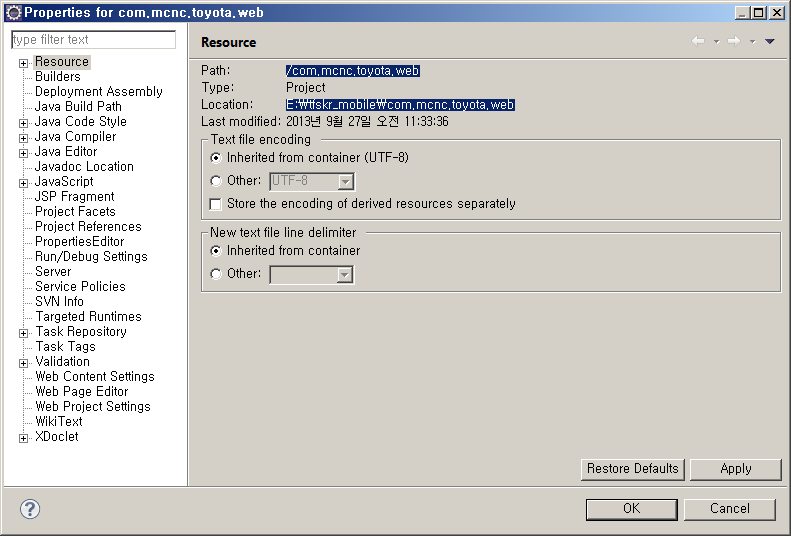 Properties for com.mcnc.toyota.web
type filter text
Resource
Builders
Deployment Assembly
Java Build Path
Java Code Style
Java Compiler
Java Editor
Javadoc Location
JavaScript
JSP Fragment
Project Facets
Project References
PropertiesEditor
Run/Debug Settings
Server
Service Policies
SVN Info
Targeted Runtimes
Task Repository
Task Tags
Validation
Web Content Settings
Web Page Editor
Web Project Settings
WikiText
XDoclet
Resource
Path: /com.mcnc.toyota.web
Type: Project
Location: E:₩tfskr_mobile₩com.mcnc.toyota.web
Last modified: 2013년 9월 27일 오전 11:33:36
Text file encoding
Inherited from container (UTF-8)
Other: UTF-8
Store the encoding of derived resources separately
New text file line delimiter
Inherited from container
Other:
Restore Defaults Apply
? OK Cancel